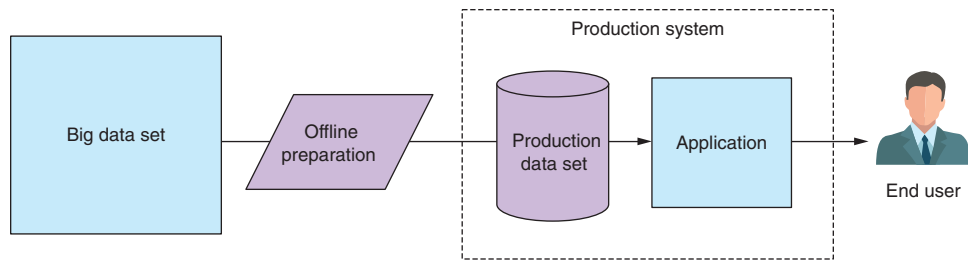 Production system
Big data set
Offline
preparation
Production
data set
Application
End user